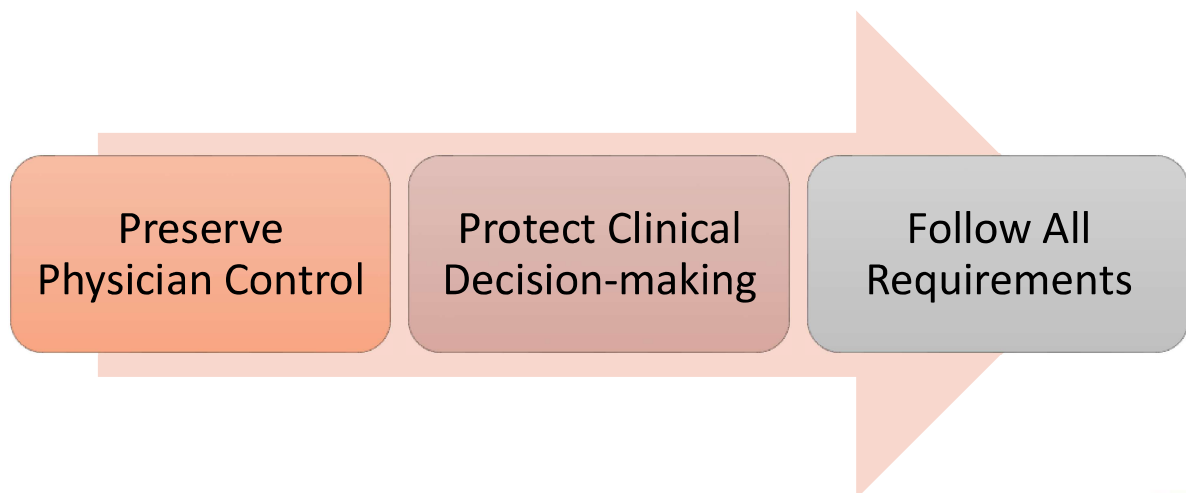 Preserve
Physician Control
Protect Clinical
Decision-making
Follow All
Requirements